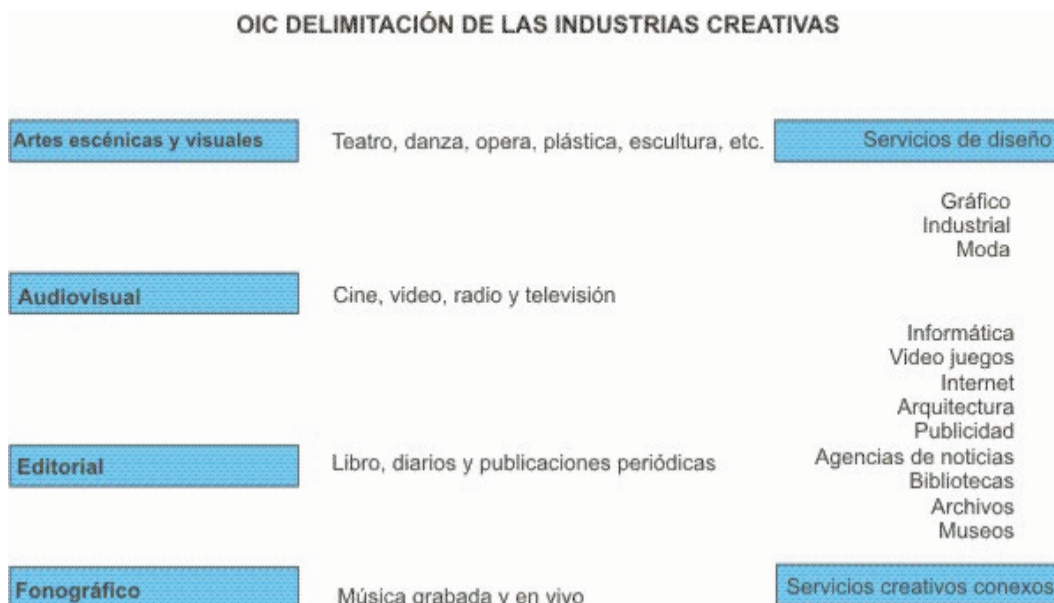 OIC DELIMITACIÓN DE LAS INDUSTRIAS CREATIVAS
Artes escénicas y visuales
Teatro, danza, opera, plástica, escultura, etc.
Servicios de diseño
Gráfico
Industrial
Moda
Audiovisual
Cine, video, radio y televisión
Informática
Video juegos
Internet
Arquitectura
Publicidad
Agencias de noticias
Bibliotecas
Archivos
Museos
Editorial
Libro, diarios y publicaciones periódicas
Fonográfico
Música grabada y en vivo
Servicios creativos conexos